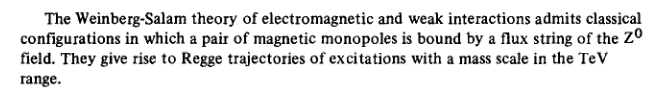 The Weinberg-Salam theory of electromagnetic and weak interactions admits classical
configurations in which a pair of magnetic monopoles is bound by a flux string of the Z⁰
field. They give rise to Regge trajectories of excitations with a mass scale in the TeV
range.